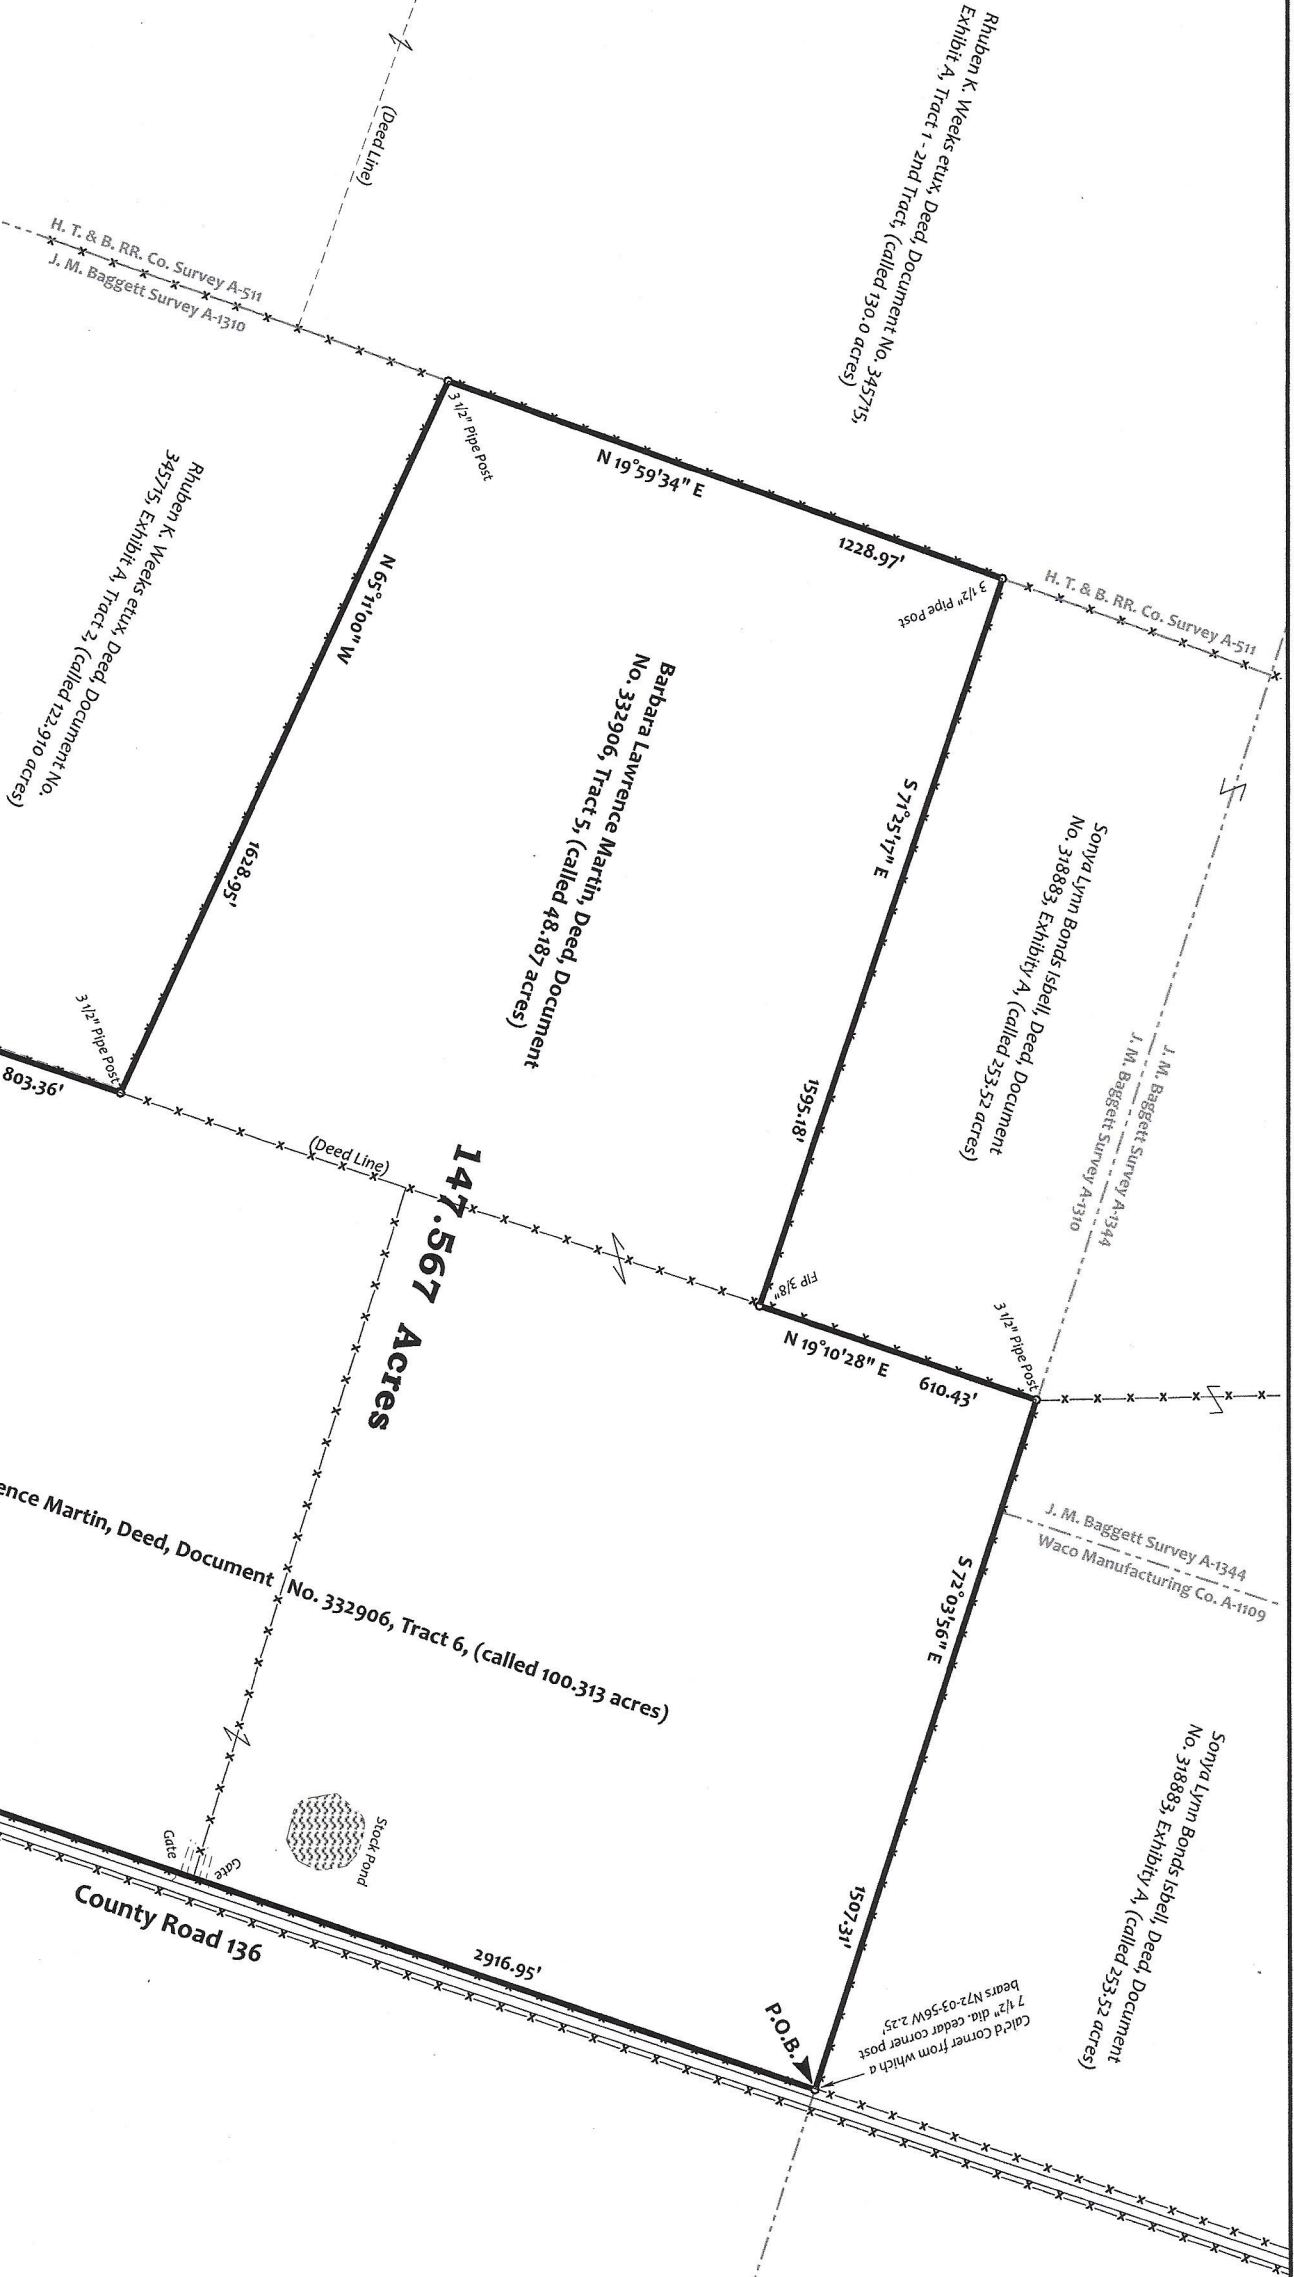 Rhuben K. Weeks etux, Deed, Document No. 345715,
Exhibit A, Tract 1 - 2nd Tract, (called 130.0 acres)
(Deed Line)
H. T. & B. RR. Co. Survey A-511
J. M. Baggett Survey A-1310
3 1/2" Pipe Post
N 19°59'34" E
1228.97'
3 1/2" Pipe Post
H. T. & B. RR. Co. Survey A-511
Rhuben K. Weeks etux, Deed, Document No.
345715, Exhibit A, Tract 2, (called 122.910 acres)
N 65°11'00" W
1628.95'
Barbara Lawrence Martin, Deed, Document
No. 332906, Tract 5, (called 48.187 acres)
S 71°25'17" E
1595.18'
Sonya Lynn Bonds Isbell, Deed, Document
No. 318883, Exhibity A, (called 253.52 acres)
J. M. Baggett Survey A-1344
J. M. Baggett Survey A-1310
3 1/2" Pipe Post
803.36'
(Deed Line)
147.567 Acres
FIP 3/8"
N 19°10'28" E
610.43'
3 1/2" Pipe Post
J. M. Baggett Survey A-1344
Waco Manufacturing Co. A-1109
S 72°03'56" E
1507.31'
ence Martin, Deed, Document No. 332906, Tract 6, (called 100.313 acres)
Sonya Lynn Bonds Isbell, Deed, Document
No. 318883, Exhibity A, (called 253.52 acres)
Stock Pond
Gate
Gate
County Road 136
2916.95'
P.O.B.
Calc'd Corner from which a
7 1/2" dia. cedar corner post
bears N72-03-56W 2.25'